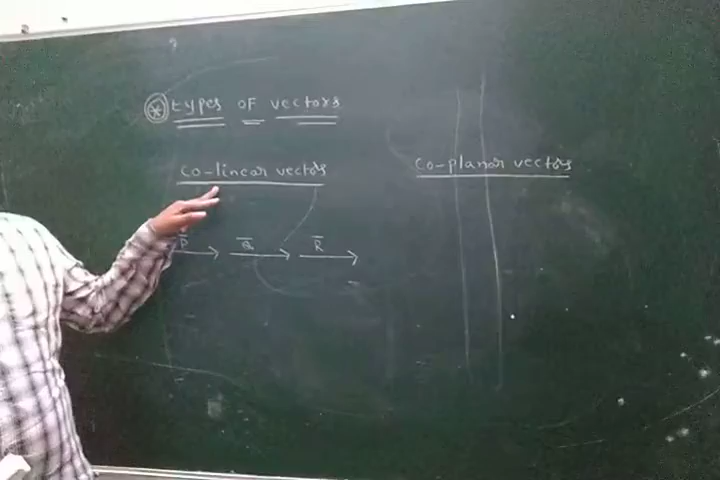 * types of vectors
co-linear vectors
co-planar vectors
P Q R